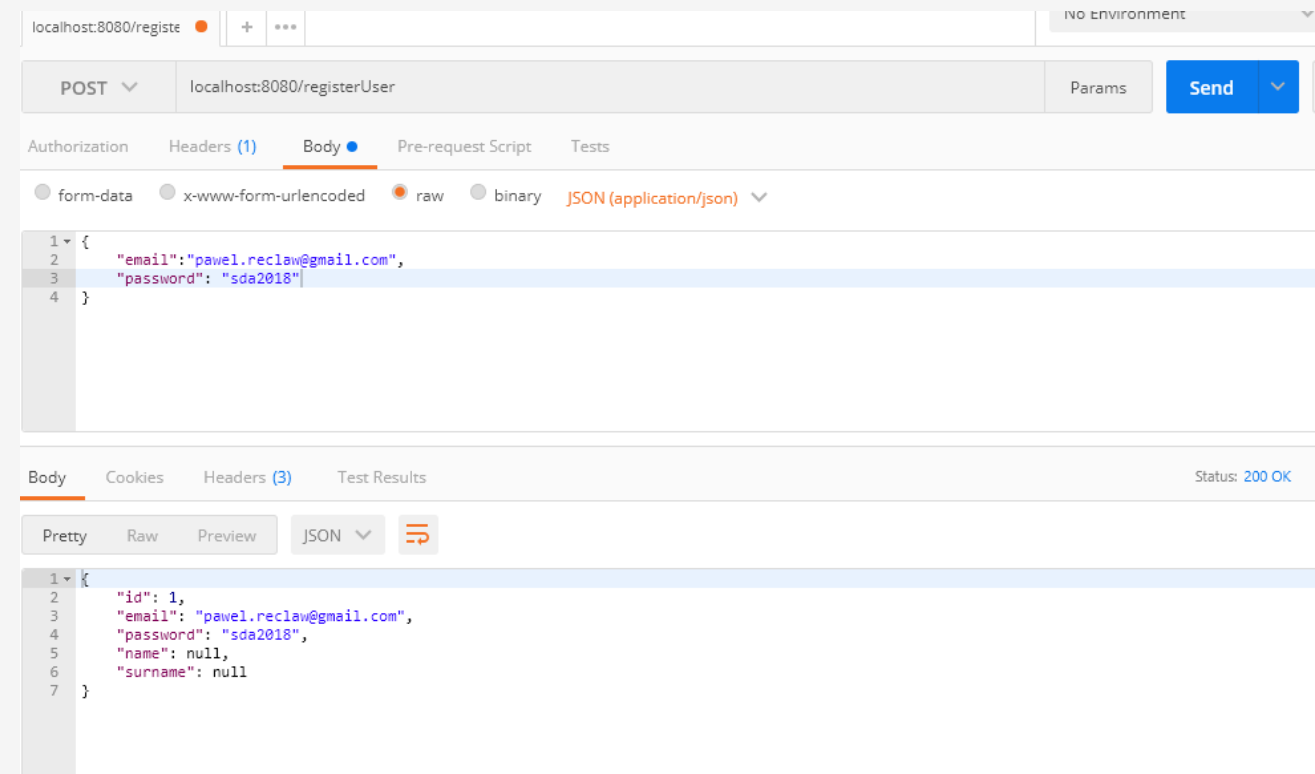 localhost:8080/registe + •••
No Environment
POST localhost:8080/registerUser Params Send
Authorization Headers (1) Body Pre-request Script Tests
form-data x-www-form-urlencoded raw binary JSON (application/json)
1 {
2 "email":"pawel.reclaw@gmail.com",
3 "password": "sda2018"
4 }
Body Cookies Headers (3) Test Results Status: 200 OK
Pretty Raw Preview JSON
1 {
2 "id": 1,
3 "email": "pawel.reclaw@gmail.com",
4 "password": "sda2018",
5 "name": null,
6 "surname": null
7 }